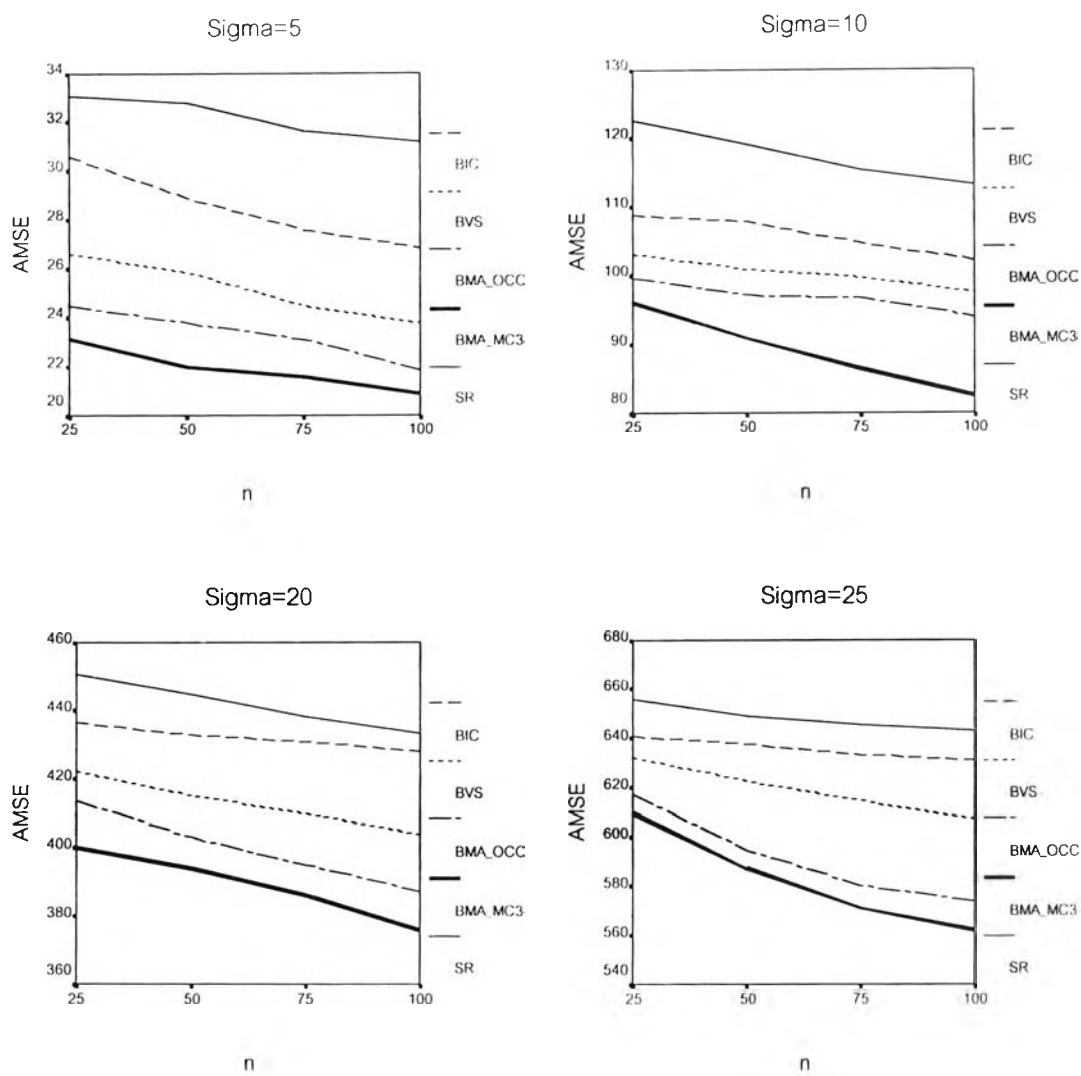 Sigma=5
34
32
30
28
26
24
22
20
AMSE
25
50
75
100
n
BIC
BVS
BMA_OCC
BMA_MC3
SR
Sigma=10
130
120
110
100
90
80
AMSE
25
50
75
100
n
BIC
BVS
BMA_OCC
BMA_MC3
SR
Sigma=20
460
440
420
400
380
360
AMSE
25
50
75
100
n
BIC
BVS
BMA_OCC
BMA_MC3
SR
Sigma=25
680
660
640
620
600
580
560
540
AMSE
25
50
75
100
n
BIC
BVS
BMA_OCC
BMA_MC3
SR